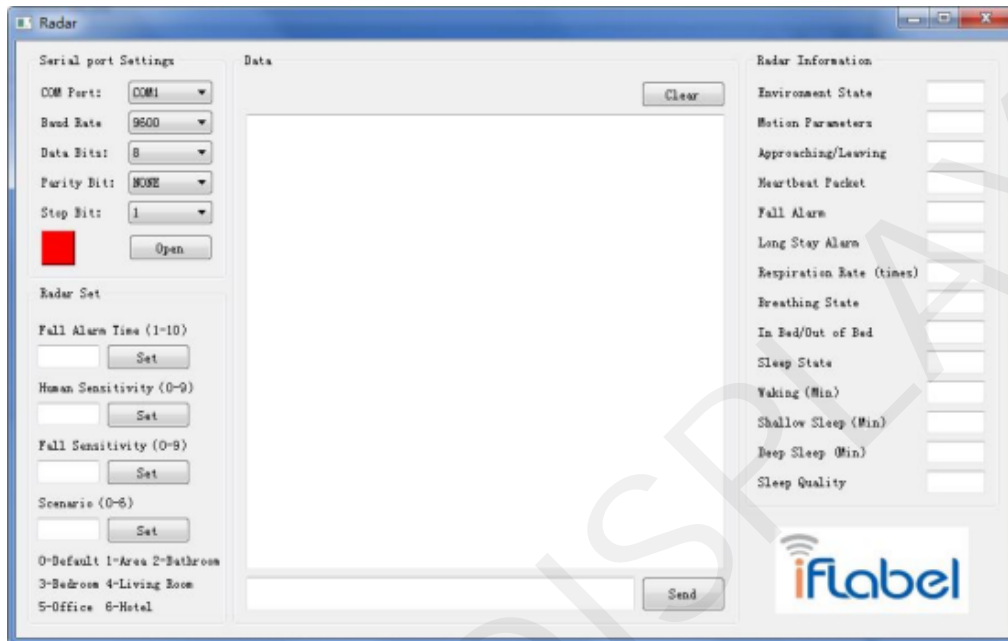 Radar
Serial port Settings
COM Port: COM1
Baud Rate 9600
Data Bits: 8
Parity Bit: NONE
Stop Bit: 1
Open
Radar Set
Fall Alarm Time (1-10)
Set
Human Sensitivity (0-9)
Set
Fall Sensitivity (0-9)
Set
Scenario (0-6)
Set
0-Default 1-Area 2-Bathroom
3-Bedroom 4-Living Room
5-Office 6-Hotel
Data
Clear
Send
Radar Information
Environment State
Motion Parameters
Approaching/Leaving
Heartbeat Packet
Fall Alarm
Long Stay Alarm
Respiration Rate (times)
Breathing State
In Bed/Out of Bed
Sleep State
Waking (Min)
Shallow Sleep (Min)
Deep Sleep (Min)
Sleep Quality
iFLabel
DISPLAY